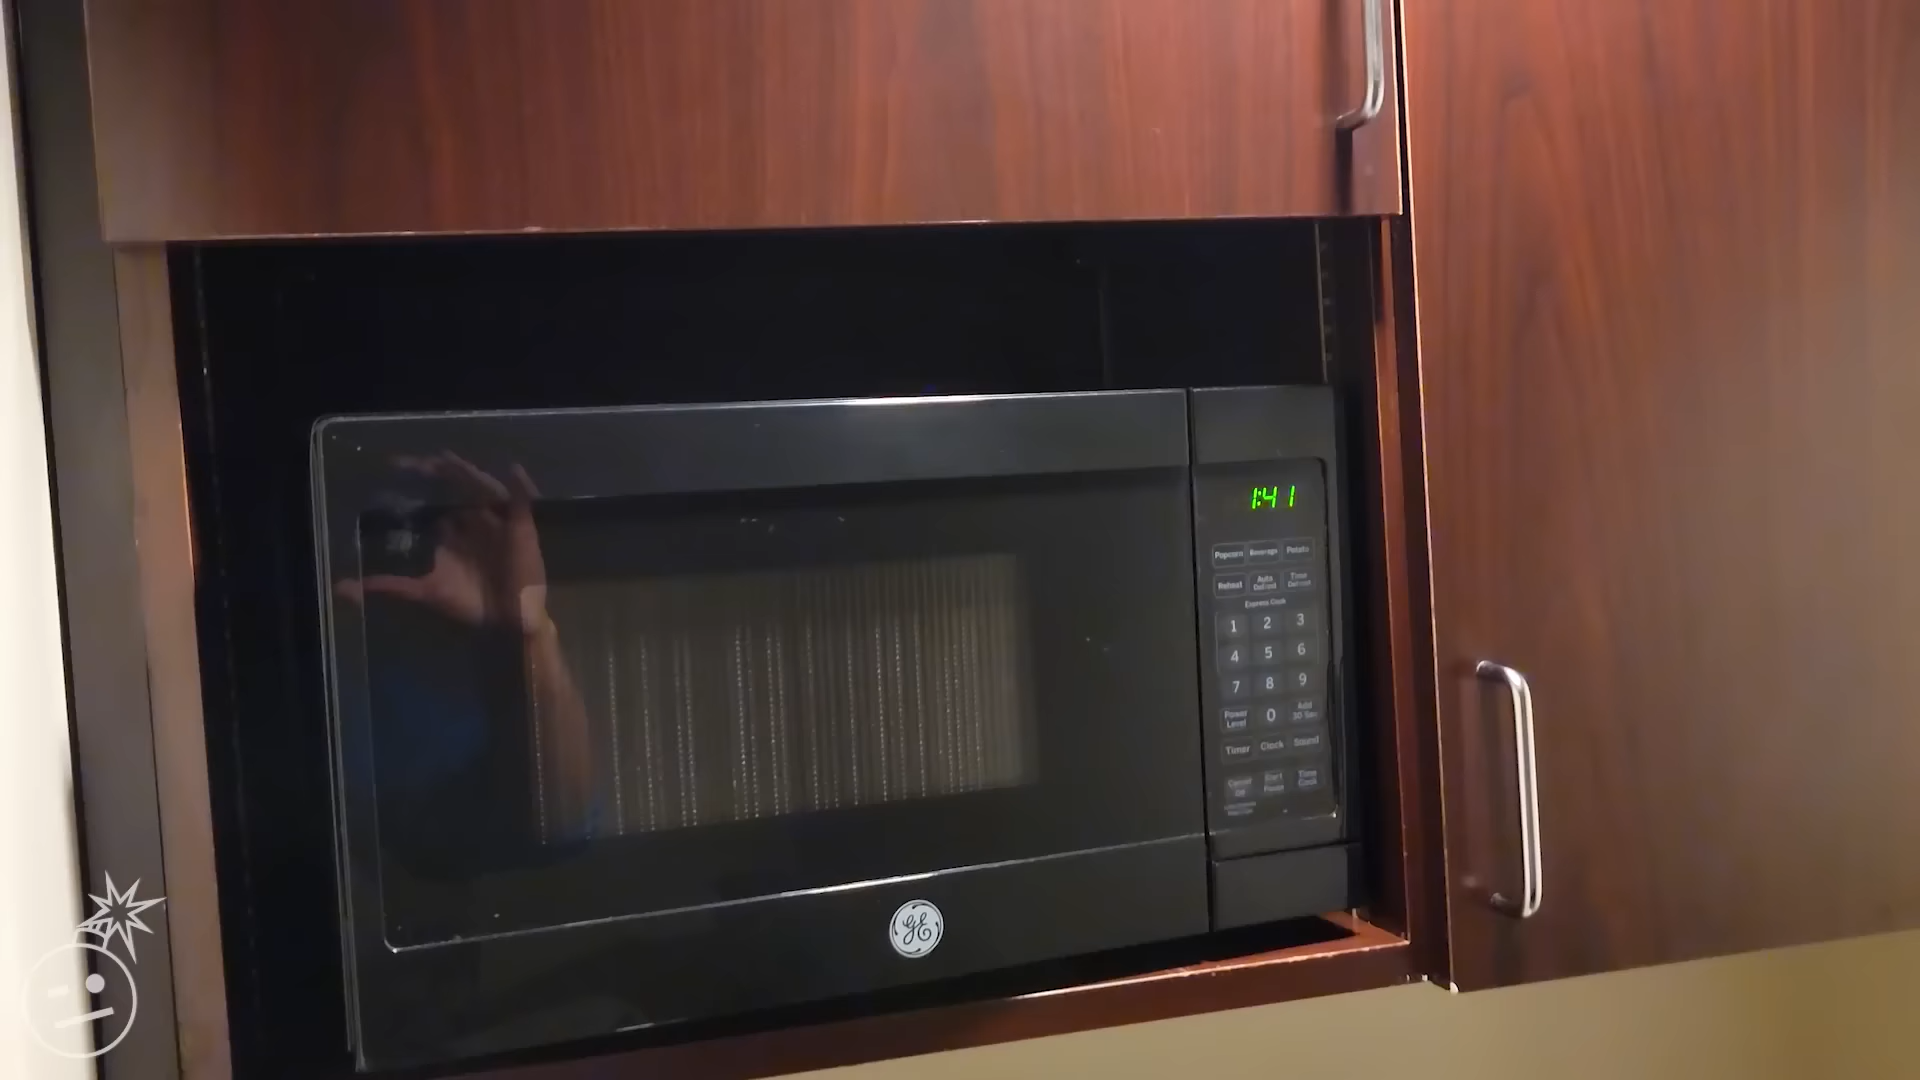 1:41
Popcorn Beverage Potato
Reheat Auto Defrost Time Defrost
Express Cook
1 2 3
4 5 6
7 8 9
Power Level 0 Add 30 Sec
Timer Clock Sound
Cancel Off Start Pause Time Cook
GE